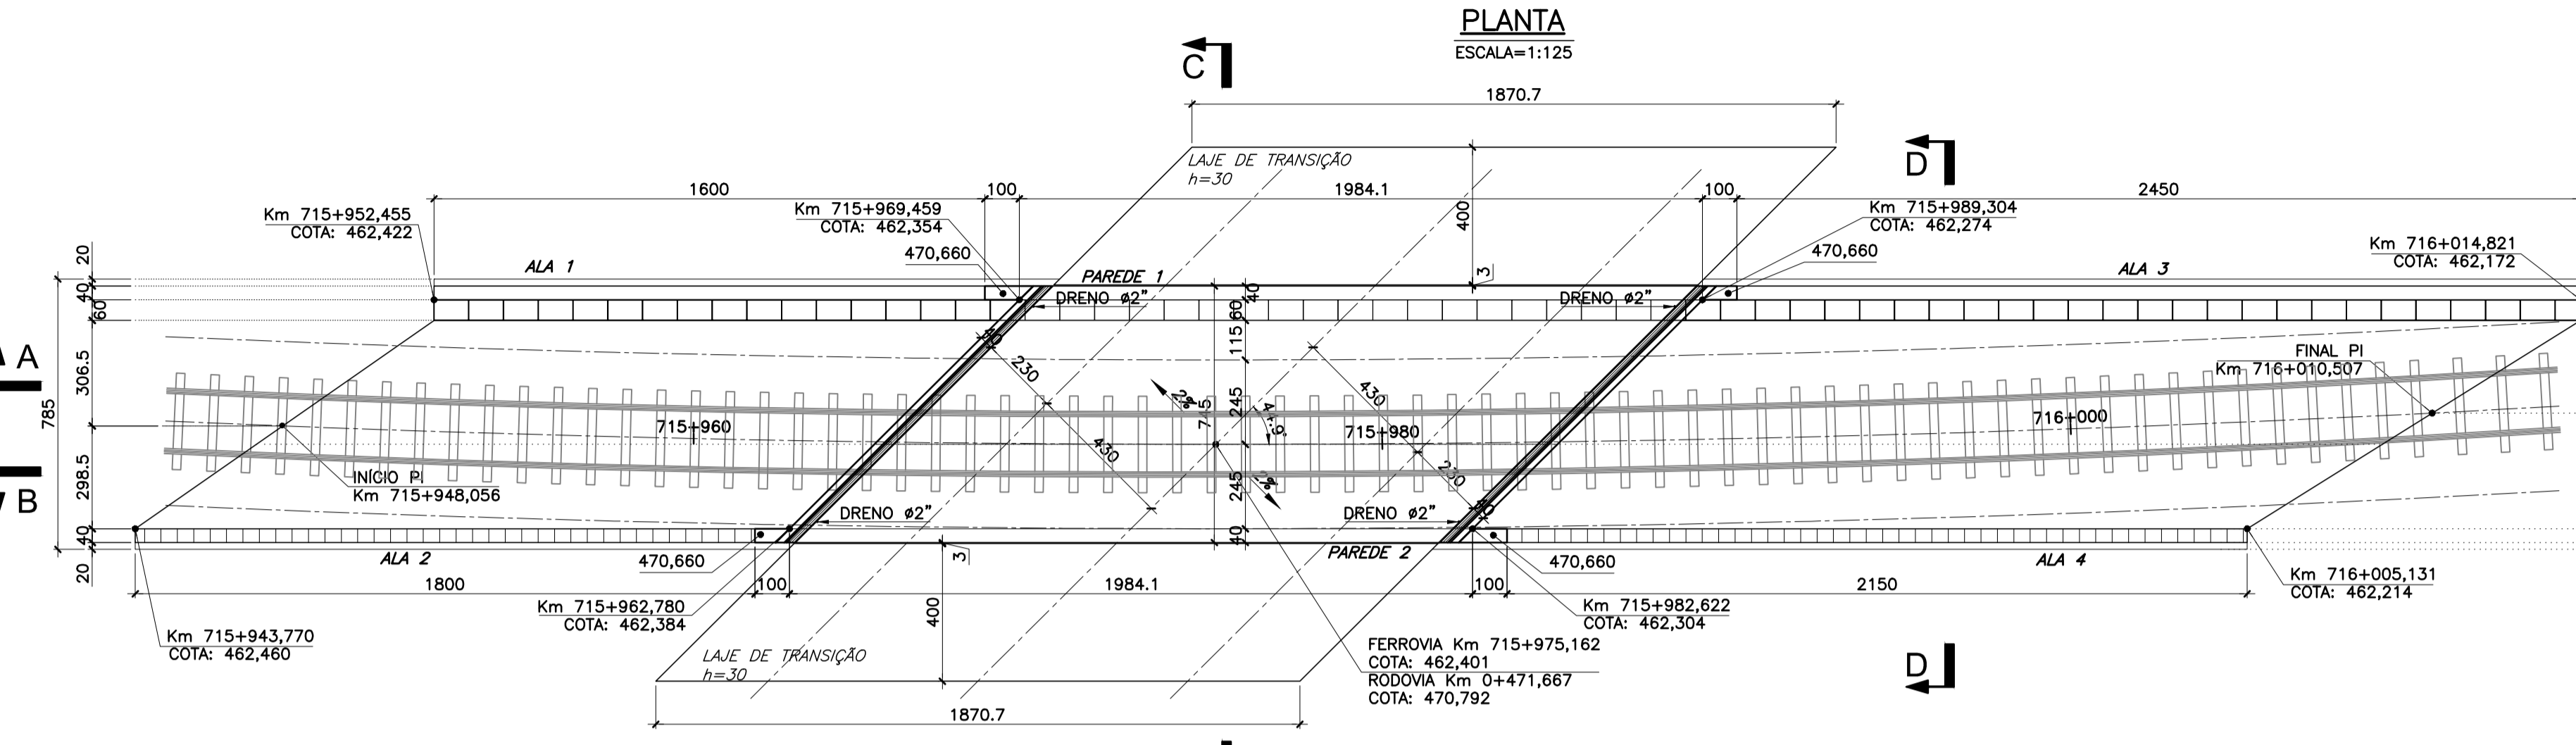 PLANTA
ESCALA=1:125
C
1870.7
D
LAJE DE TRANSIÇÃO
h=30
1600
100
1984.1
100
2450
400
Km 715+952,455
COTA: 462,422
Km 715+969,459
COTA: 462,354
470,660
Km 715+989,304
COTA: 462,274
470,660
Km 716+014,821
COTA: 462,172
20
40
60
ALA 1
PAREDE 1
3
ALA 3
DRENO ø2"
40
60
DRENO ø2"
115
A
306.5
785
40
230
430
2%
745
245
44.9°
430
715+960
715+980
716+000
FINAL PI
Km 716+010,507
B
298.5
INÍCIO PI
Km 715+948,056
245
2%
230
40
DRENO ø2"
DRENO ø2"
40
40
20
ALA 2
470,660
3
PAREDE 2
470,660
ALA 4
1800
100
1984.1
100
2150
400
Km 715+943,770
COTA: 462,460
Km 715+962,780
COTA: 462,384
Km 715+982,622
COTA: 462,304
Km 716+005,131
COTA: 462,214
LAJE DE TRANSIÇÃO
h=30
FERROVIA Km 715+975,162
COTA: 462,401
RODOVIA Km 0+471,667
COTA: 470,792
D
1870.7